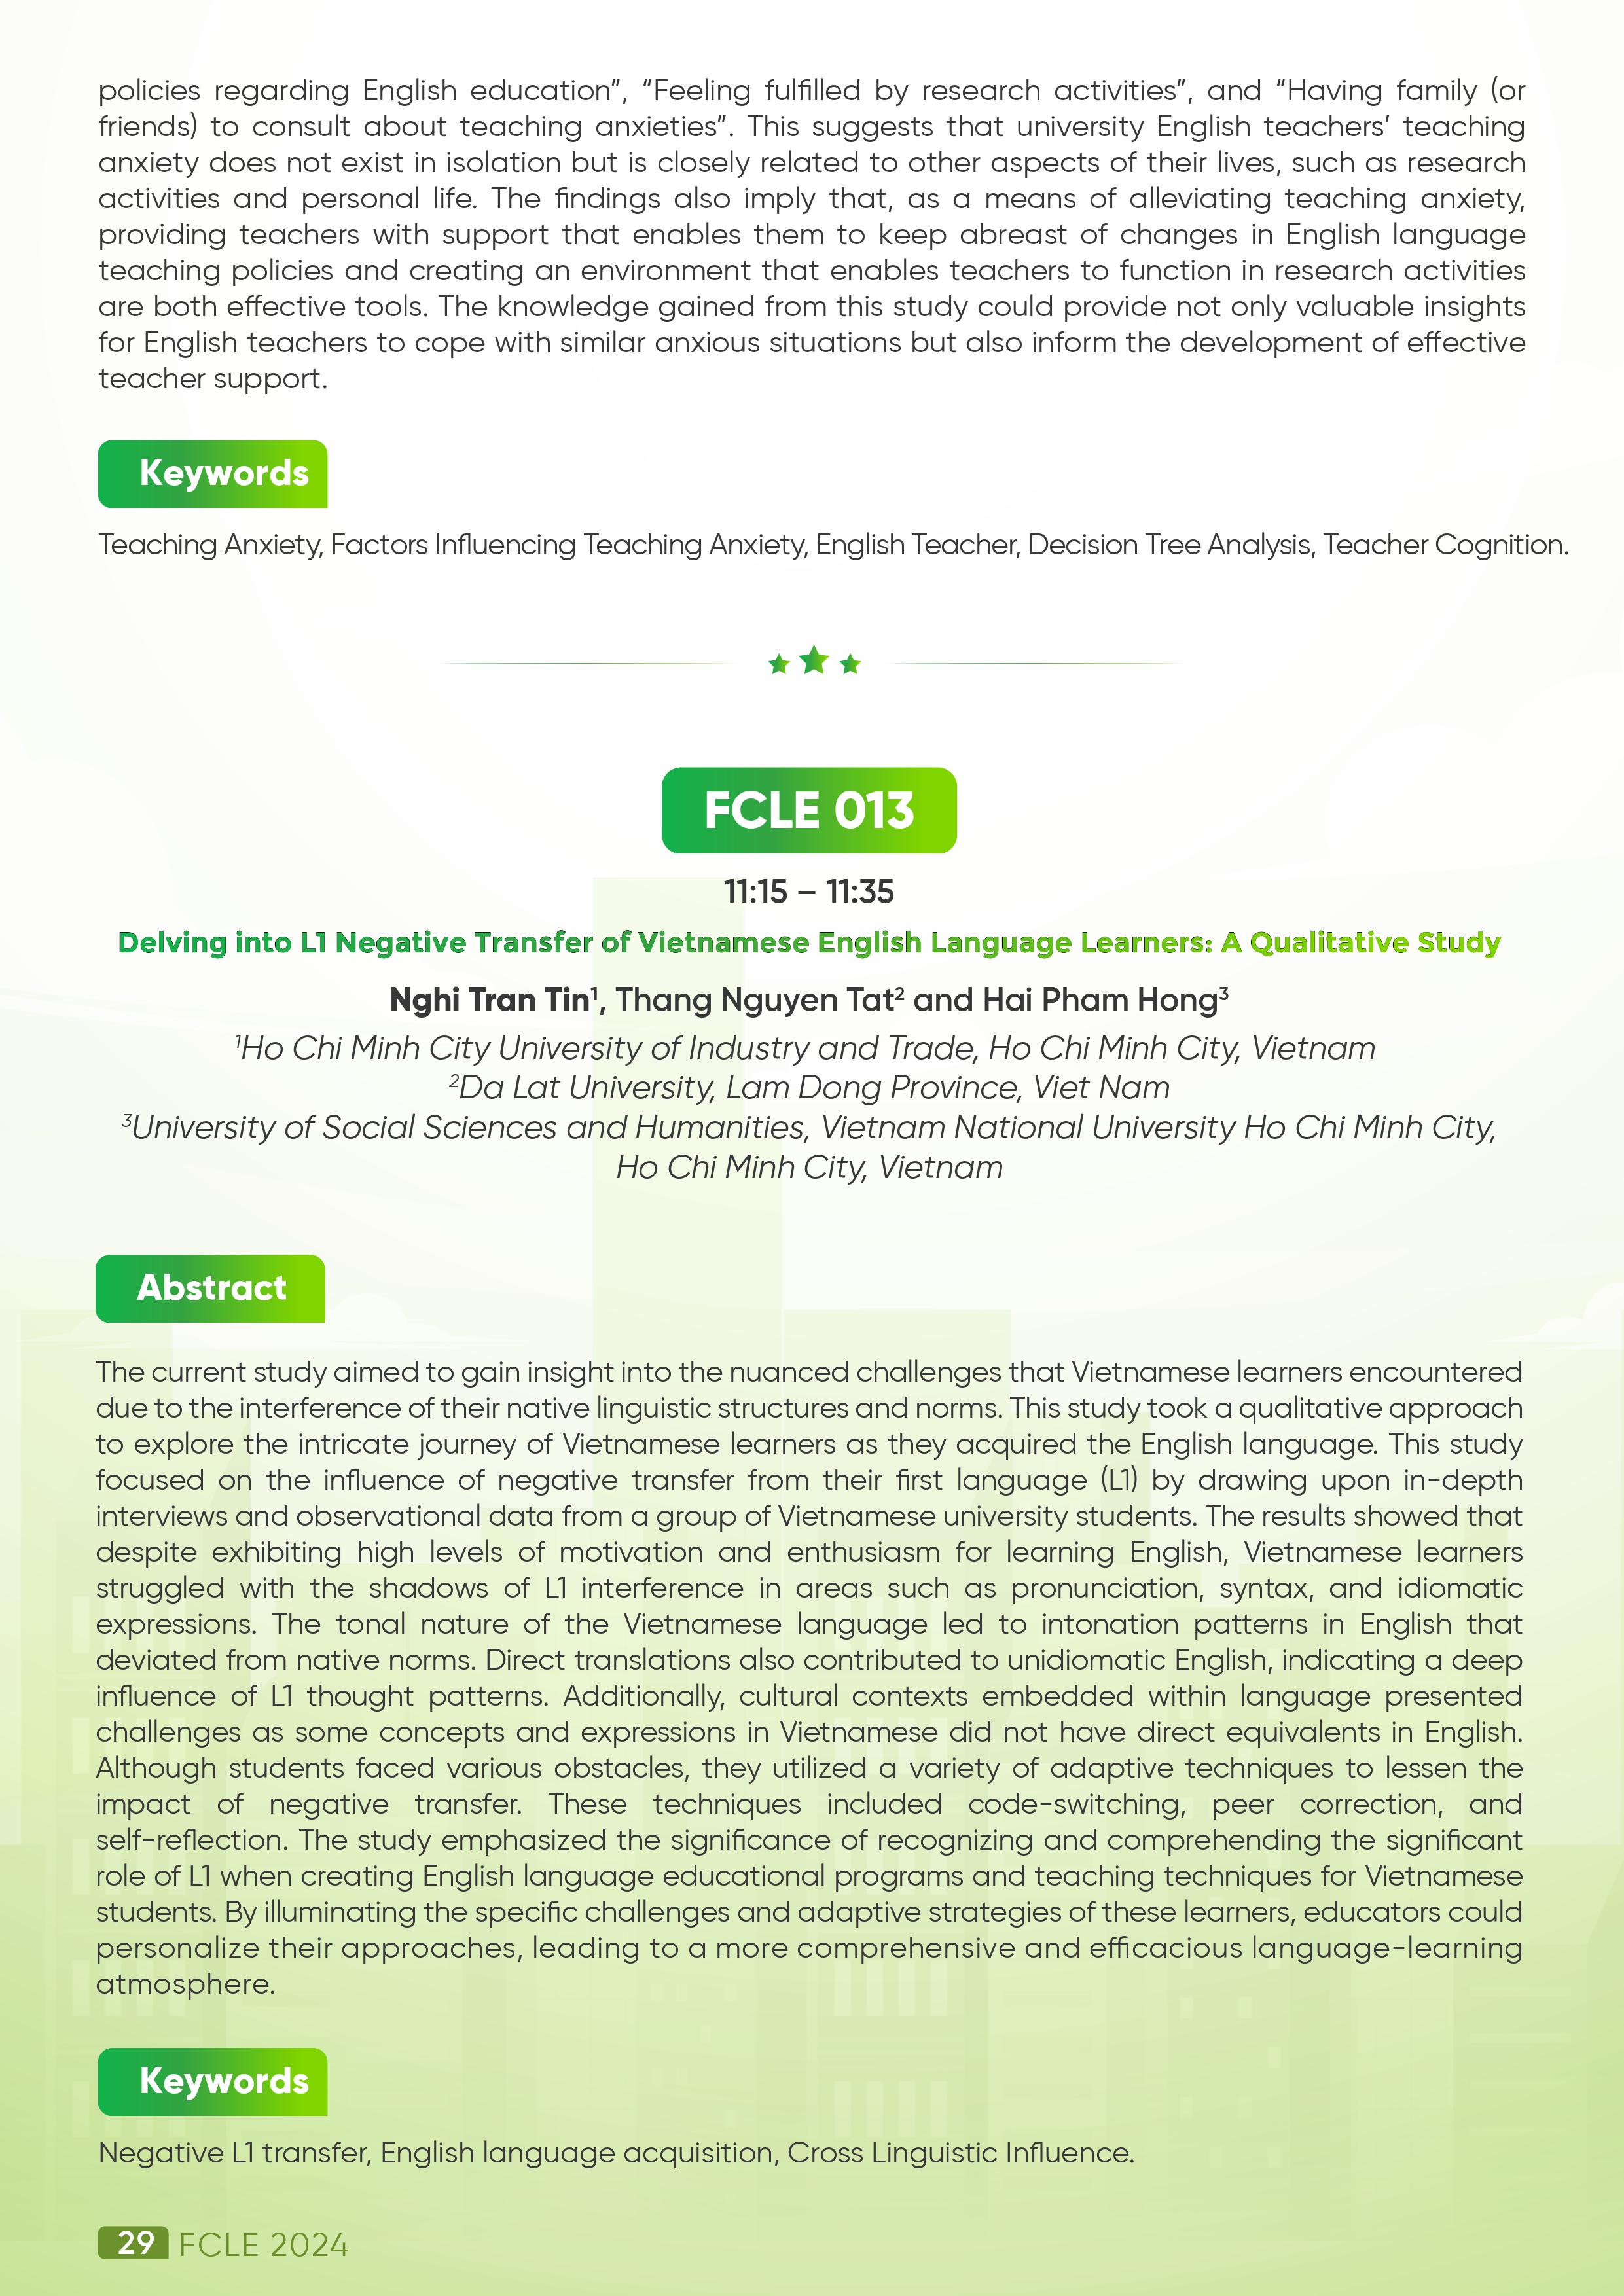 policies regarding English education”, “Feeling fulfilled by research activities”, and “Having family (or
friends) to consult about teaching anxieties”. This suggests that university English teachers’ teaching
anxiety does not exist in isolation but is closely related to other aspects of their lives, such as research
activities and personal life. The findings also imply that, as a means of alleviating teaching anxiety,
providing teachers with support that enables them to keep abreast of changes in English language
teaching policies and creating an environment that enables teachers to function in research activities
are both effective tools. The knowledge gained from this study could provide not only valuable insights
for English teachers to cope with similar anxious situations but also inform the development of effective
teacher support.
Keywords
Teaching Anxiety, Factors Influencing Teaching Anxiety, English Teacher, Decision Tree Analysis, Teacher Cognition.
FCLE 013
11:15 – 11:35
Delving into L1 Negative Transfer of Vietnamese English Language Learners: A Qualitative Study
Nghi Tran Tin¹, Thang Nguyen Tat² and Hai Pham Hong³
¹Ho Chi Minh City University of Industry and Trade, Ho Chi Minh City, Vietnam
²Da Lat University, Lam Dong Province, Viet Nam
³University of Social Sciences and Humanities, Vietnam National University Ho Chi Minh City,
Ho Chi Minh City, Vietnam
Abstract
The current study aimed to gain insight into the nuanced challenges that Vietnamese learners encountered
due to the interference of their native linguistic structures and norms. This study took a qualitative approach
to explore the intricate journey of Vietnamese learners as they acquired the English language. This study
focused on the influence of negative transfer from their first language (L1) by drawing upon in-depth
interviews and observational data from a group of Vietnamese university students. The results showed that
despite exhibiting high levels of motivation and enthusiasm for learning English, Vietnamese learners
struggled with the shadows of L1 interference in areas such as pronunciation, syntax, and idiomatic
expressions. The tonal nature of the Vietnamese language led to intonation patterns in English that
deviated from native norms. Direct translations also contributed to unidiomatic English, indicating a deep
influence of L1 thought patterns. Additionally, cultural contexts embedded within language presented
challenges as some concepts and expressions in Vietnamese did not have direct equivalents in English.
Although students faced various obstacles, they utilized a variety of adaptive techniques to lessen the
impact of negative transfer. These techniques included code-switching, peer correction, and
self-reflection. The study emphasized the significance of recognizing and comprehending the significant
role of L1 when creating English language educational programs and teaching techniques for Vietnamese
students. By illuminating the specific challenges and adaptive strategies of these learners, educators could
personalize their approaches, leading to a more comprehensive and efficacious language-learning
atmosphere.
Keywords
Negative L1 transfer, English language acquisition, Cross Linguistic Influence.
29 FCLE 2024